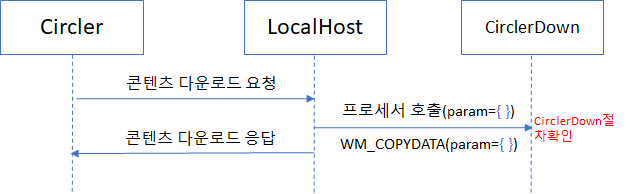 Circler
LocalHost
CirclerDown
콘텐츠 다운로드 요청
프로세서 호출(param={ })
CirclerDown절
차확인
콘텐츠 다운로드 응답
WM_COPYDATA(param={ })